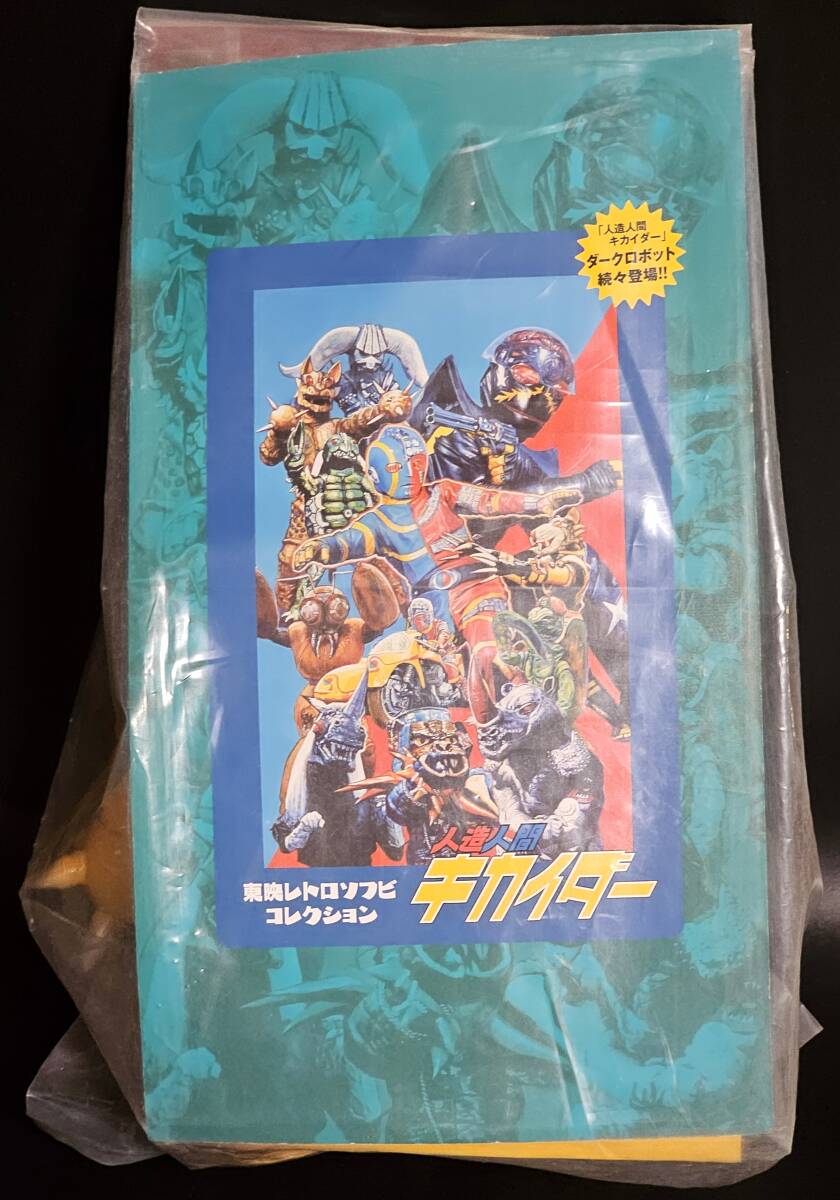 「人造人間
キカイダー」
ダークロボット
続々登場!!
人造人間
キカイダー
東映レトロソフビ
コレクション